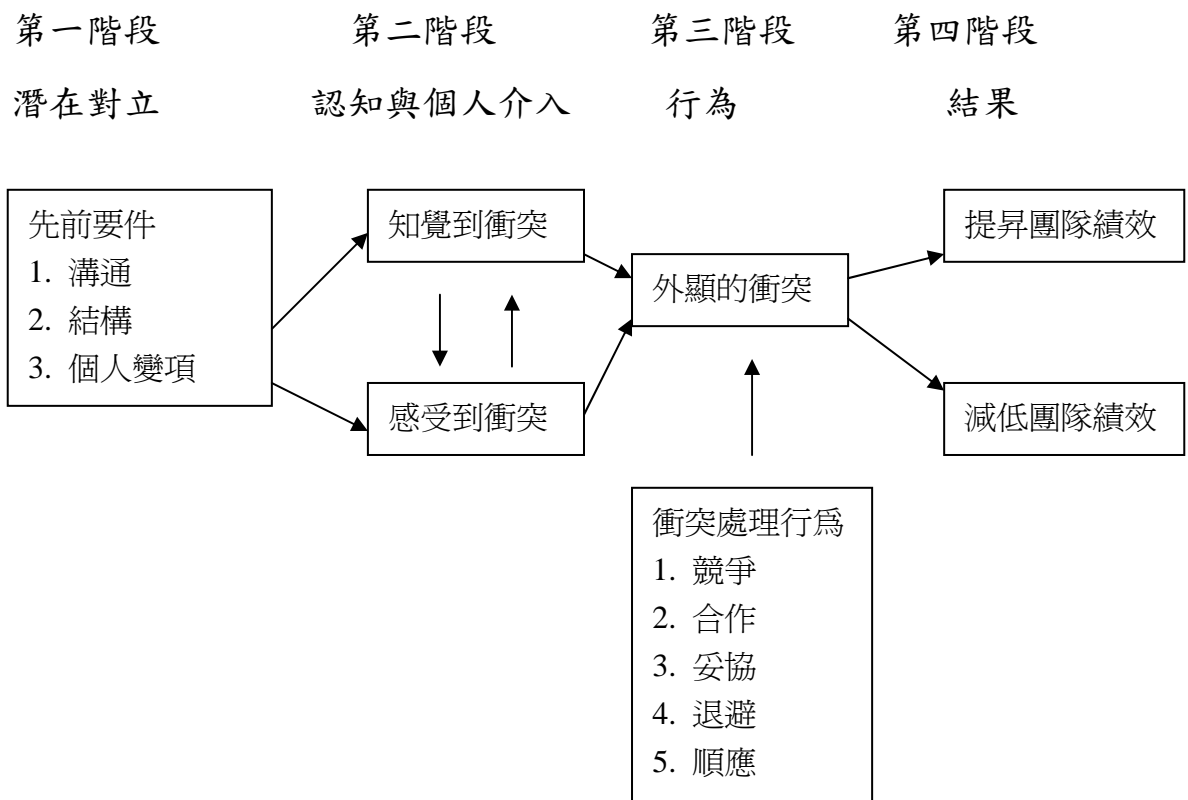 第一階段 第二階段 第三階段 第四階段
潛在對立 認知與個人介入 行為 結果
先前要件
1. 溝通
2. 結構
3. 個人變項
知覺到衝突
感受到衝突
外顯的衝突
衝突處理行為
1. 競爭
2. 合作
3. 妥協
4. 退避
5. 順應
提昇團隊績效
減低團隊績效